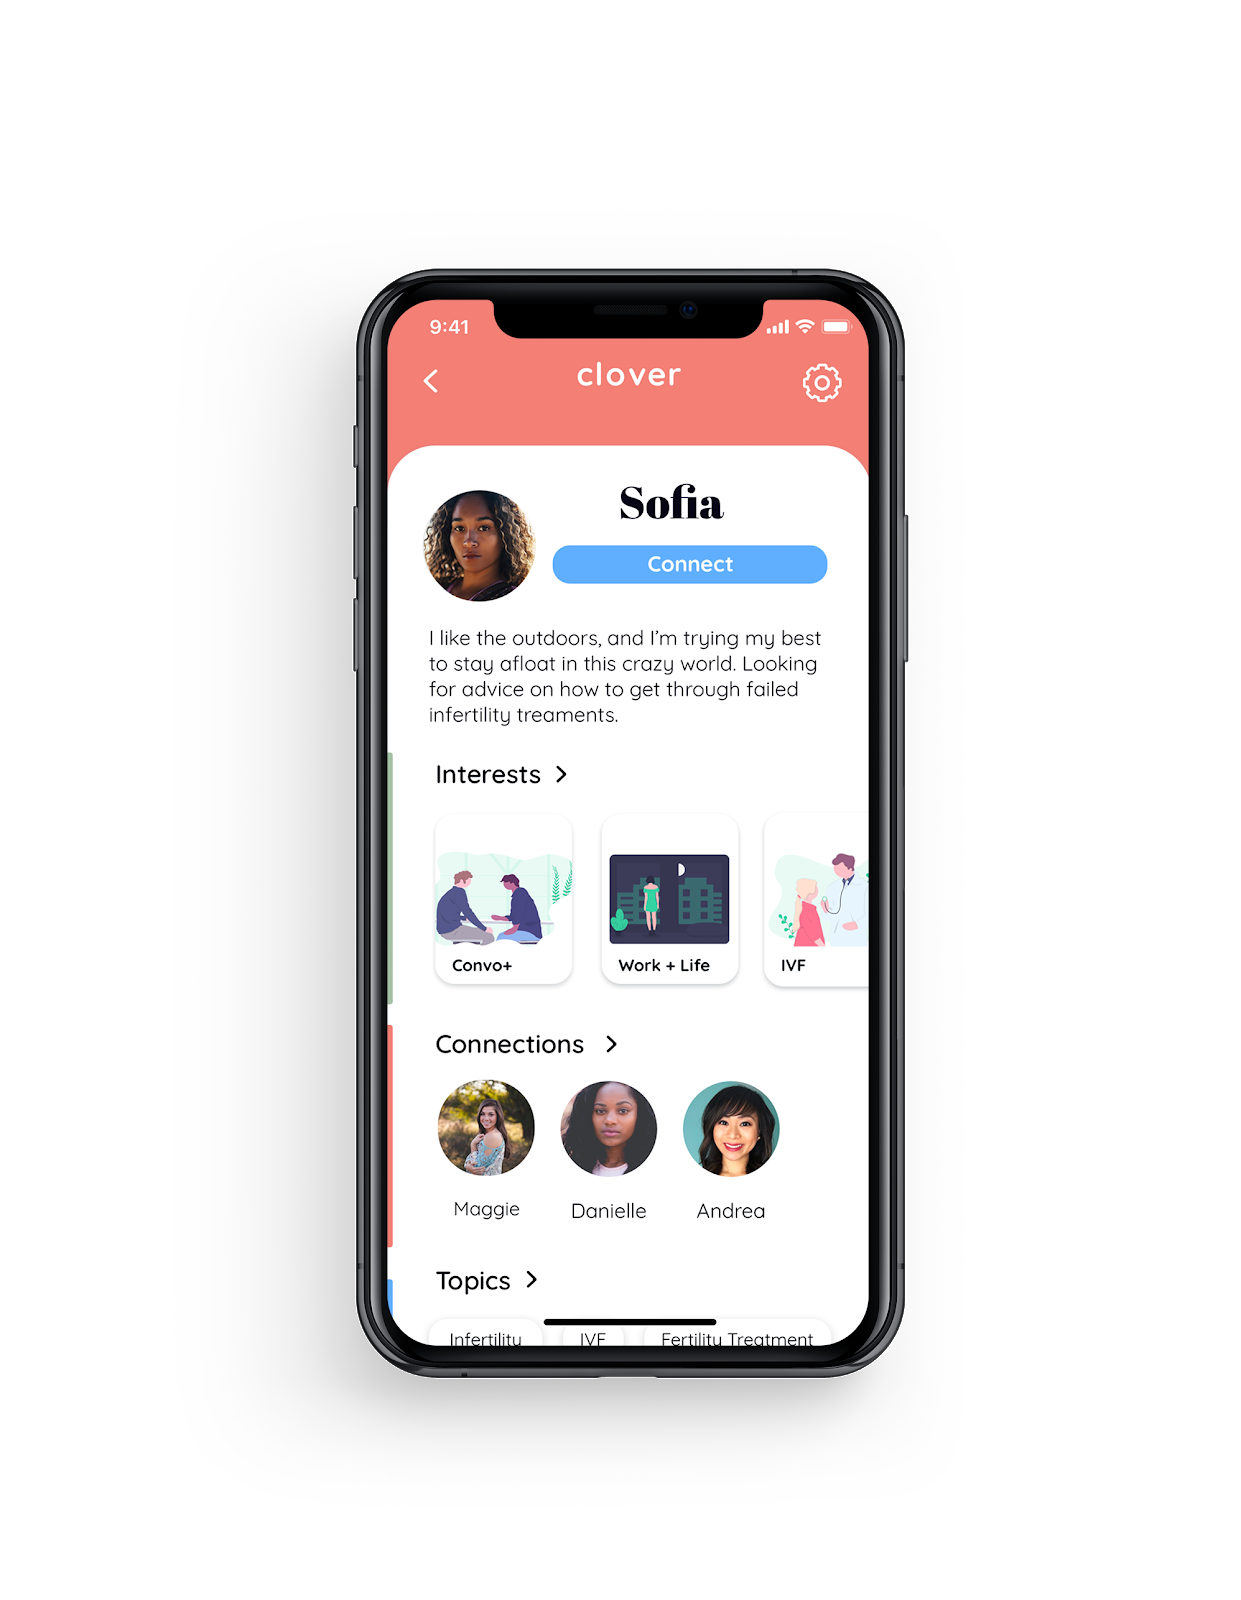 9:41
clover
Sofia
Connect
I like the outdoors, and I'm trying my best
to stay afloat in this crazy world. Looking
for advice on how to get through failed
infertility treaments.
Interests
Convo+
Work + Life
IVF
Connections
Maggie
Danielle
Andrea
Topics
Infertility
IVF
Fertility Treatment